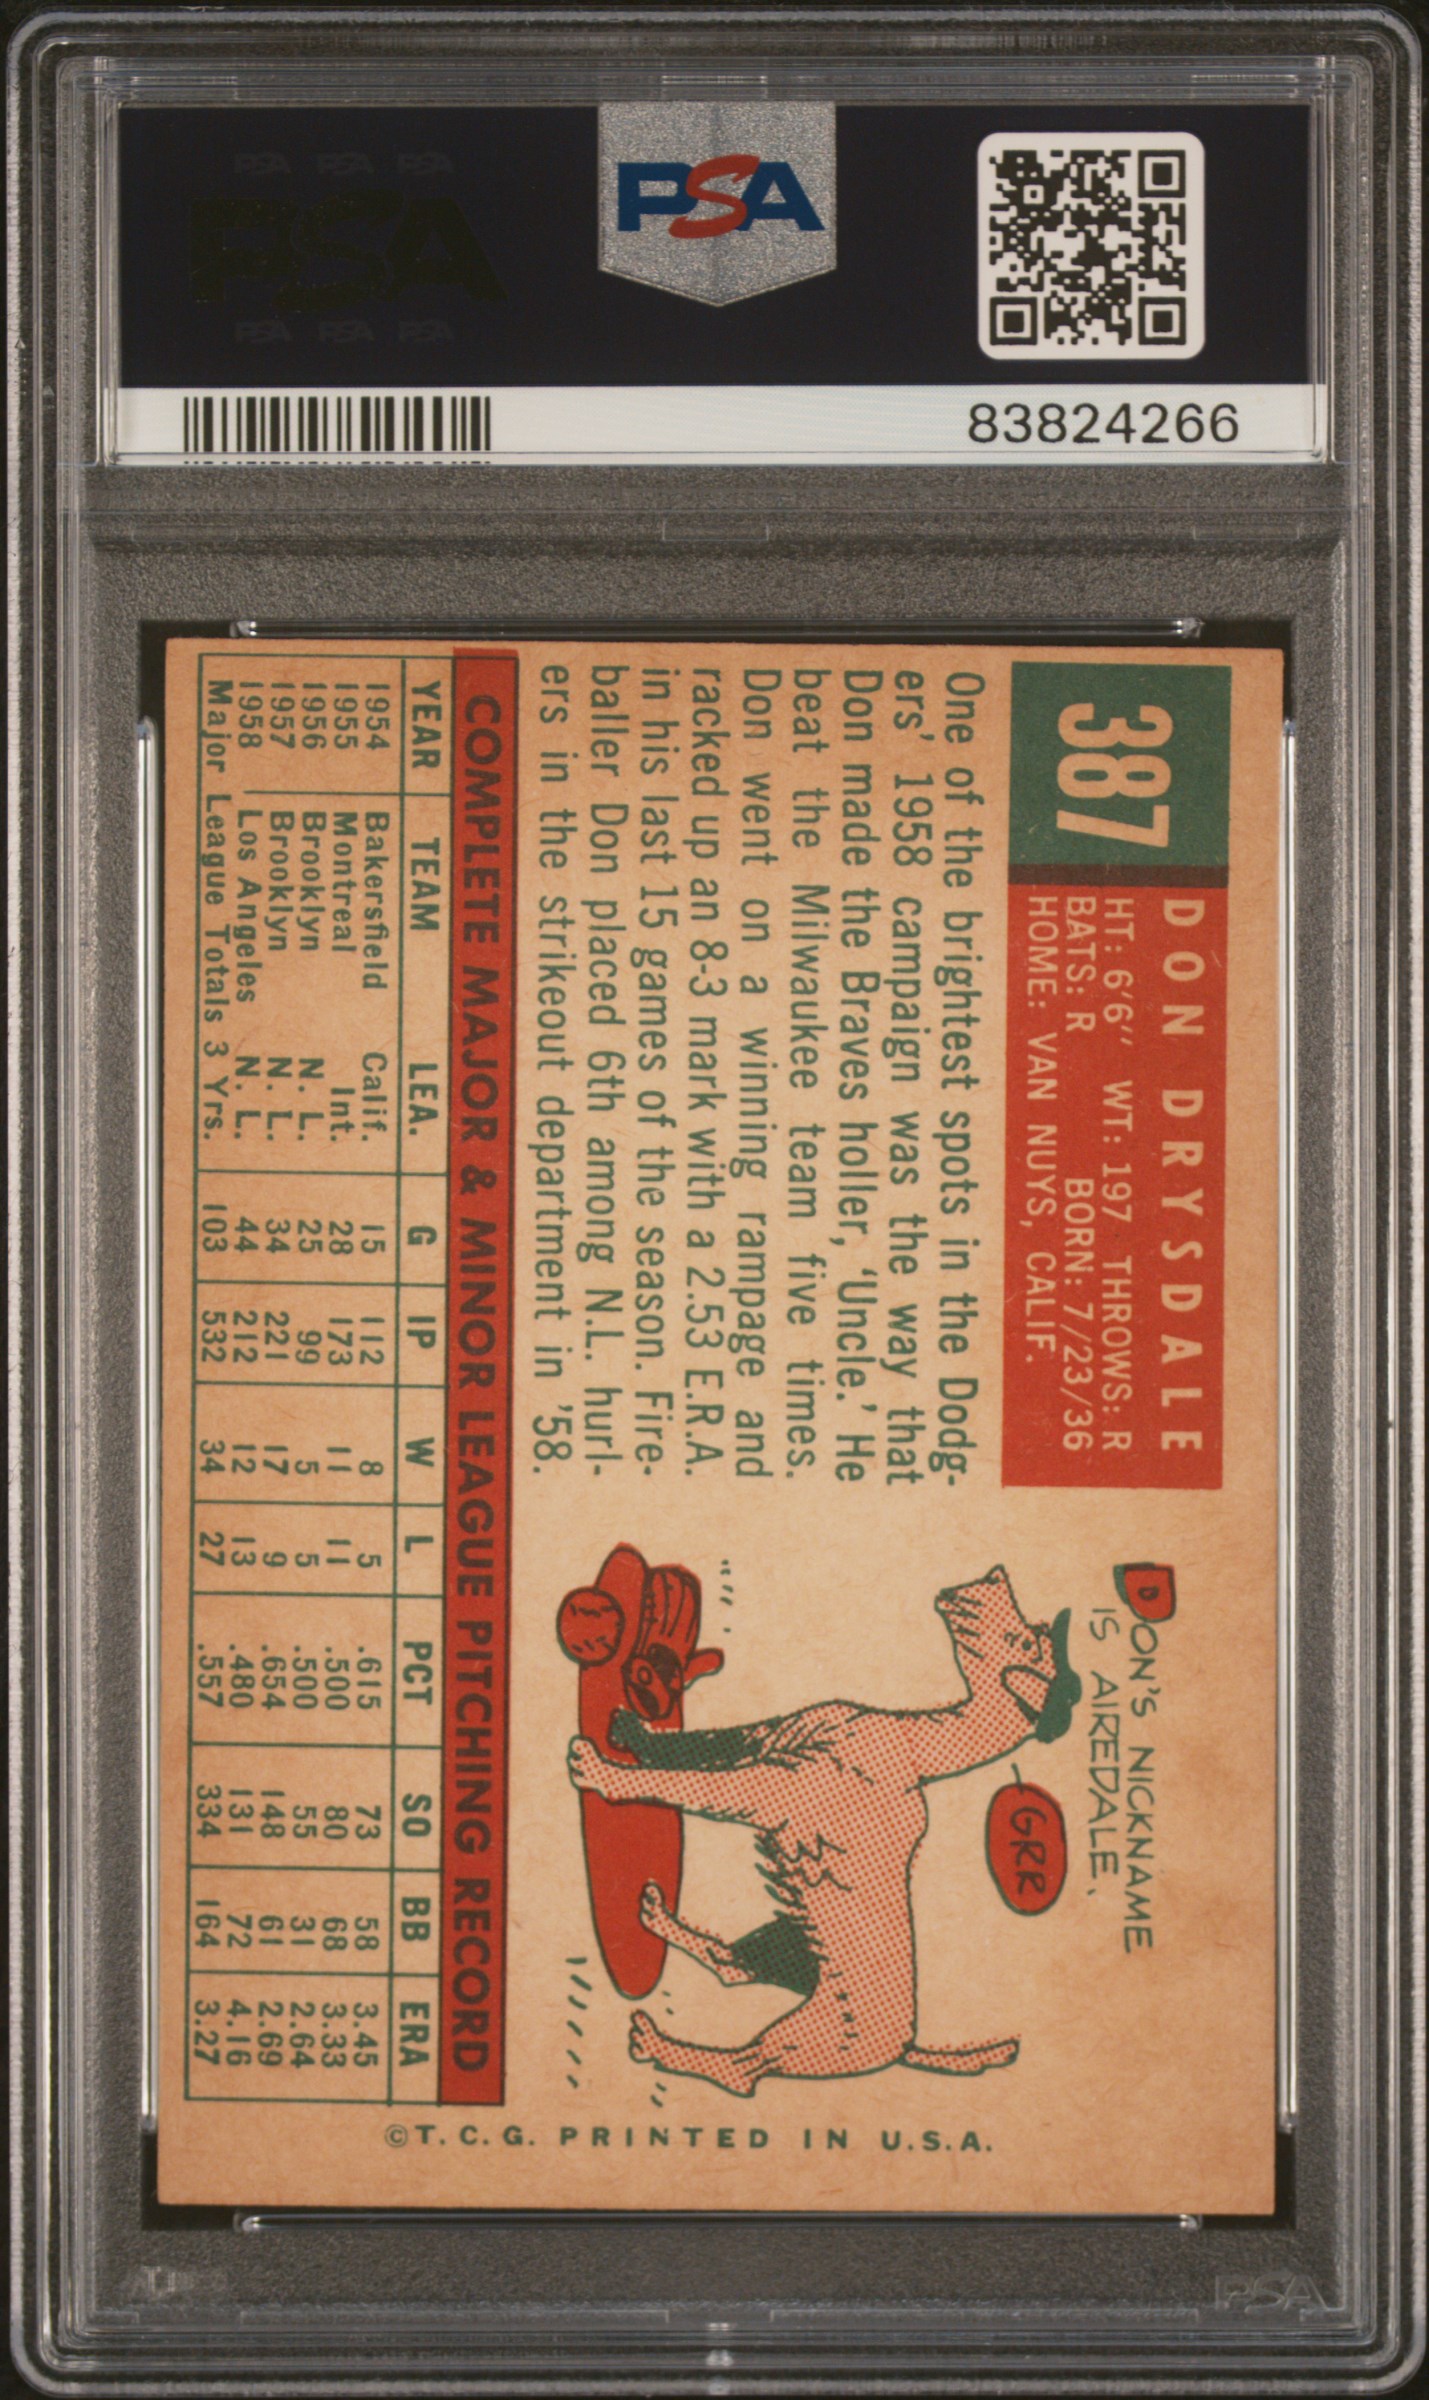 PSA PSA PSA
PSA
PSA PSA PSA
PSA
83824266
387
DON DRYSDALE
HT: 6'6" WT: 197 THROWS: R
BATS: R BORN: 7/23/36
HOME: VAN NUYS, CALIF.
One of the brightest spots in the Dodg-
ers' 1958 campaign was the way that
Don made the Braves holler, 'Uncle.' He
beat the Milwaukee team five times.
Don went on a winning rampage and
racked up an 8-3 mark with a 2.53 E.R.A.
in his last 15 games of the season. Fire-
baller Don placed 6th among N.L. hurl-
ers in the strikeout department in '58.
DON'S NICKNAME
IS AIREDALE.
GRR
COMPLETE MAJOR & MINOR LEAGUE PITCHING RECORD
YEAR TEAM LEA. G IP W L PCT SO BB ERA
1954 Bakersfield Calif. 15 112 8 5 .615 73 58 3.45
1955 Montreal Int. 28 173 11 11 .500 80 68 3.33
1956 Brooklyn N.L. 25 99 5 5 .500 55 31 2.64
1957 Brooklyn N.L. 34 221 17 9 .654 148 61 2.69
1958 Los Angeles N.L. 44 212 12 13 .480 131 72 4.16
Major League Totals 3 Yrs. 103 532 34 27 .557 334 164 3.27
©T.C.G. PRINTED IN U.S.A.
PSA